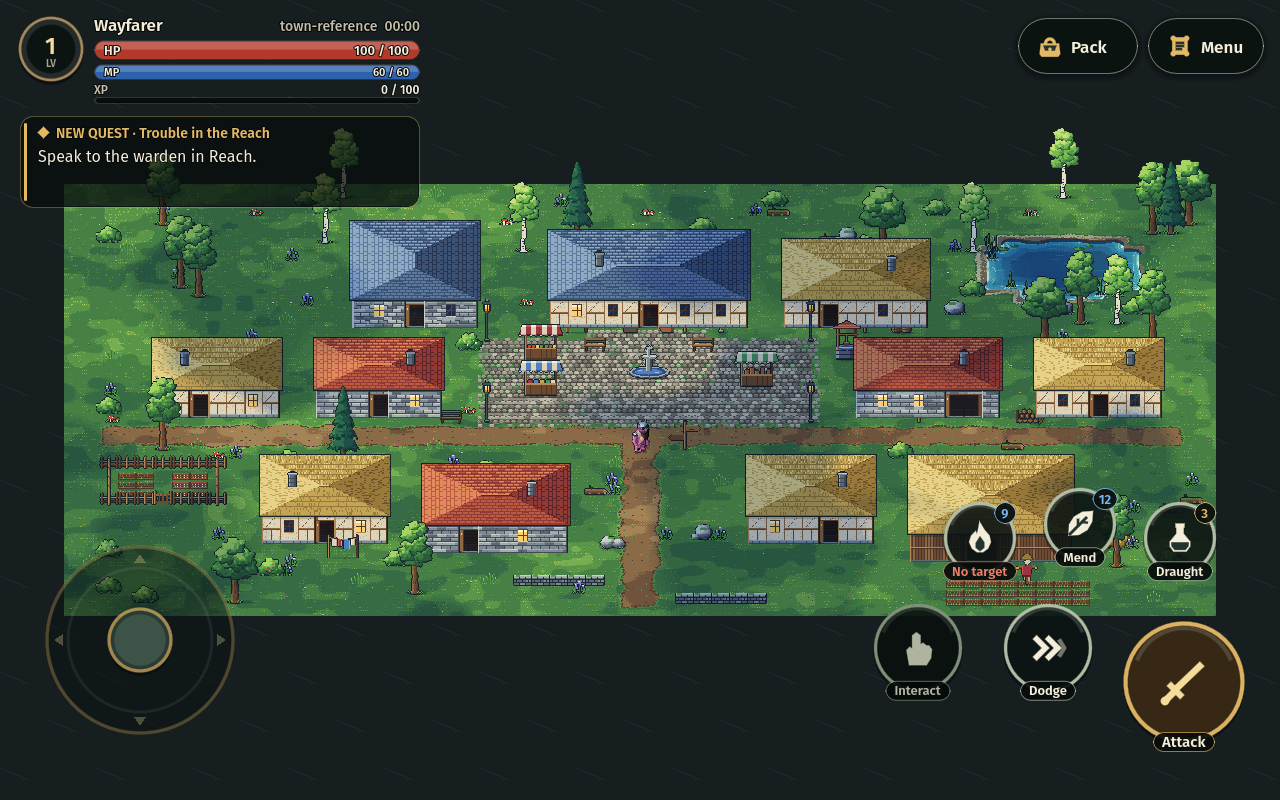 1
LV
Wayfarer
town-reference 00:00
HP 100 / 100
MP 60 / 60
XP 0 / 100
Pack
Menu
NEW QUEST · Trouble in the Reach
Speak to the warden in Reach.
9
No target
12
Mend
3
Draught
Interact
Dodge
Attack